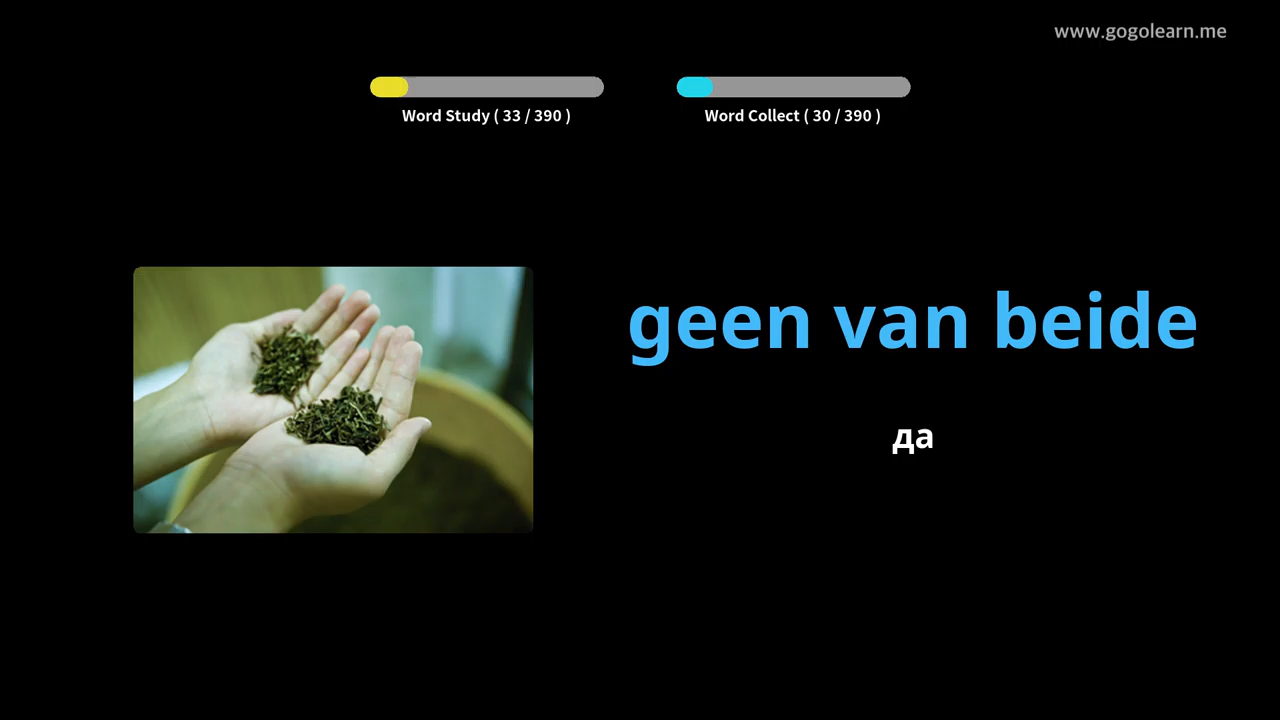 www.gogolearn.me
Word Study ( 33 / 390 )
Word Collect ( 30 / 390 )
geen van beide
да